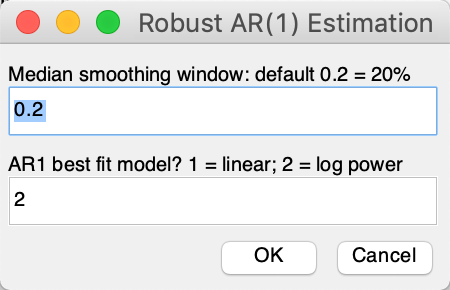 Robust AR(1) Estimation
Median smoothing window: default 0.2 = 20%
0.2
AR1 best fit model? 1 = linear; 2 = log power
2
OK Cancel